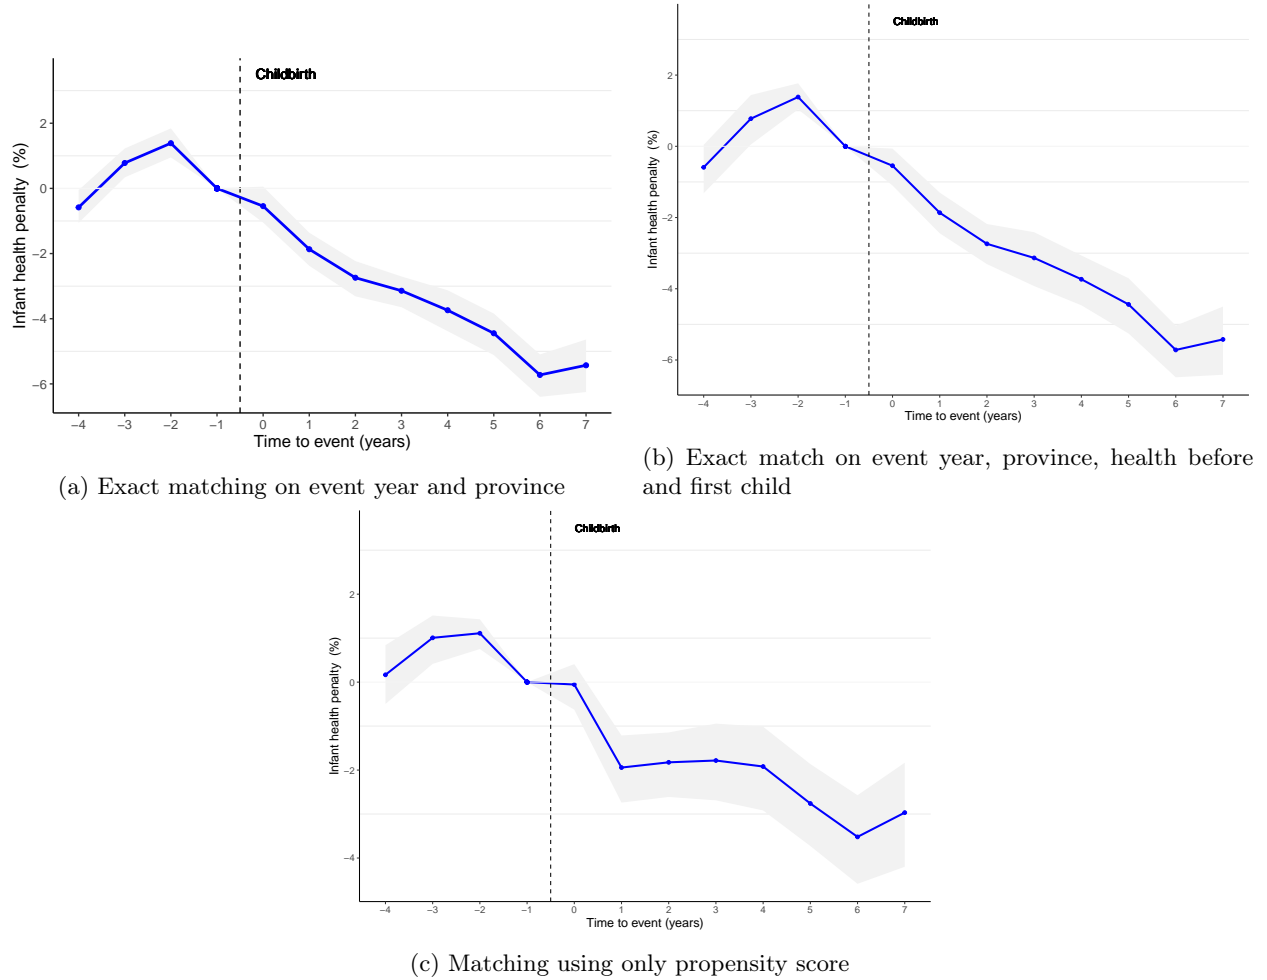 Childbirth
Infant health penalty (%)
2
0
−2
−4
−6
−4 −3 −2 −1 0 1 2 3 4 5 6 7
Time to event (years)
(a) Exact matching on event year and province
Childbirth
Infant health penalty (%)
2
0
−2
−4
−6
−4 −3 −2 −1 0 1 2 3 4 5 6 7
Time to event (years)
(b) Exact match on event year, province, health before
and first child
Childbirth
Infant health penalty (%)
2
0
−2
−4
−4 −3 −2 −1 0 1 2 3 4 5 6 7
Time to event (years)
(c) Matching using only propensity score